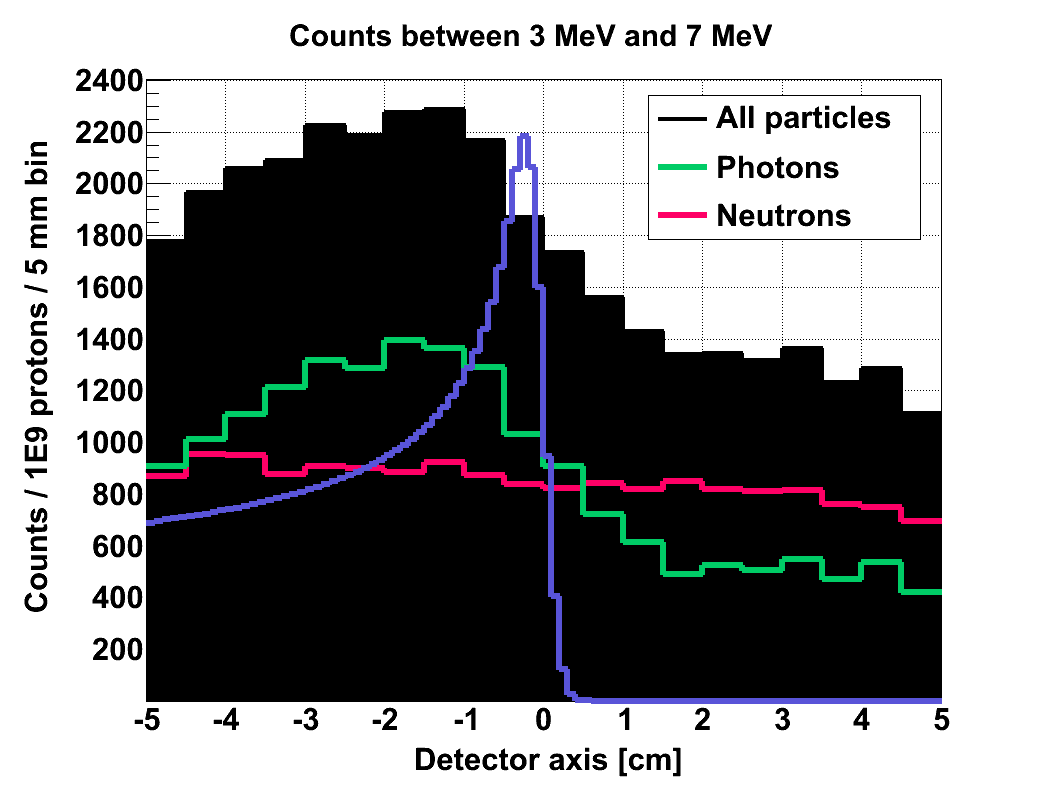 Counts between 3 MeV and 7 MeV
2400
2200
2000
1800
1600
1400
1200
1000
800
600
400
200
Counts / 1E9 protons / 5 mm bin
All particles
Photons
Neutrons
-5 -4 -3 -2 -1 0 1 2 3 4 5
Detector axis [cm]